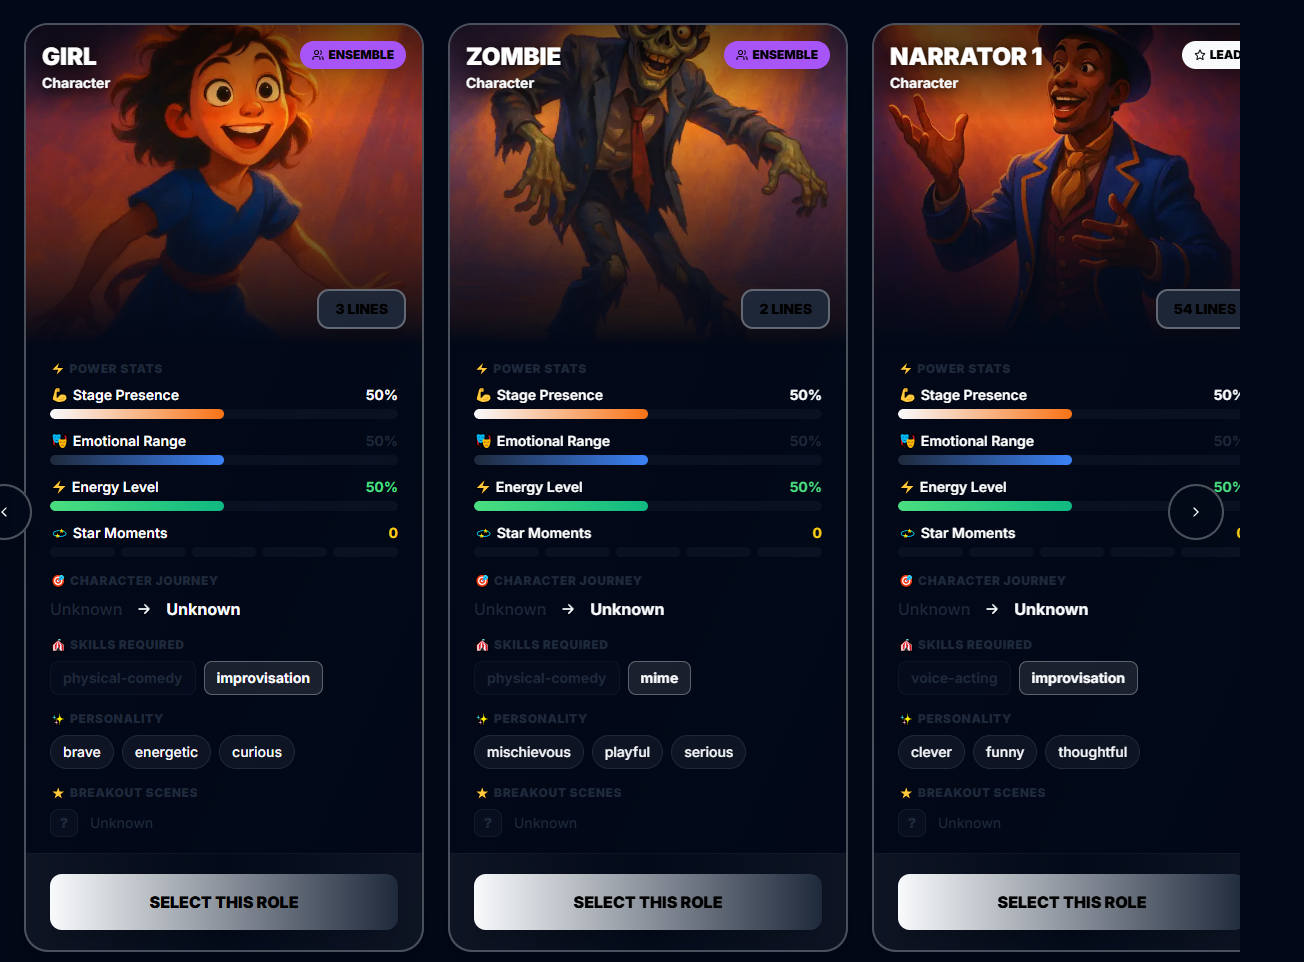 GIRL
ENSEMBLE
Character
3 LINES
POWER STATS
Stage Presence 50%
Emotional Range 50%
Energy Level 50%
Star Moments 0
CHARACTER JOURNEY
Unknown → Unknown
SKILLS REQUIRED
physical-comedy improvisation
PERSONALITY
brave energetic curious
BREAKOUT SCENES
? Unknown
SELECT THIS ROLE
ZOMBIE
ENSEMBLE
Character
2 LINES
POWER STATS
Stage Presence 50%
Emotional Range 50%
Energy Level 50%
Star Moments 0
CHARACTER JOURNEY
Unknown → Unknown
SKILLS REQUIRED
physical-comedy mime
PERSONALITY
mischievous playful serious
BREAKOUT SCENES
? Unknown
SELECT THIS ROLE
NARRATOR 1
LEAD
Character
54 LINES
POWER STATS
Stage Presence 50%
Emotional Range 50%
Energy Level 50%
Star Moments
CHARACTER JOURNEY
Unknown → Unknown
SKILLS REQUIRED
voice-acting improvisation
PERSONALITY
clever funny thoughtful
BREAKOUT SCENES
? Unknown
SELECT THIS ROLE